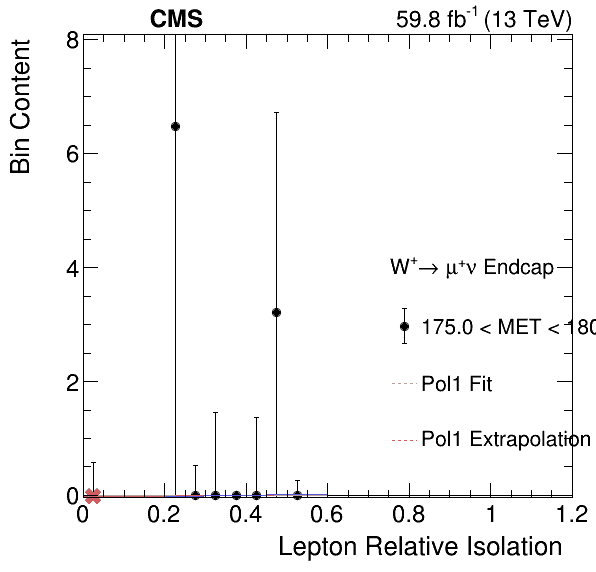 CMS
59.8 fb⁻¹ (13 TeV)
Bin Content
8
6
4
2
0
W⁺→ μ⁺ν Endcap
175.0 < MET < 180
Pol1 Fit
Pol1 Extrapolation
0 0.2 0.4 0.6 0.8 1 1.2
Lepton Relative Isolation